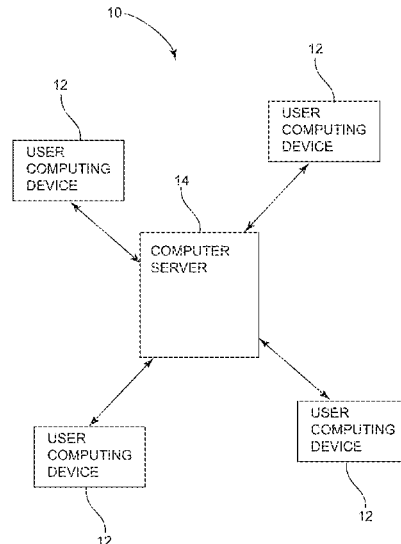 10
12
12
USER
COMPUTING
DEVICE
USER
COMPUTING
DEVICE
14
COMPUTER
SERVER
USER
COMPUTING
DEVICE
USER
COMPUTING
DEVICE
12
12